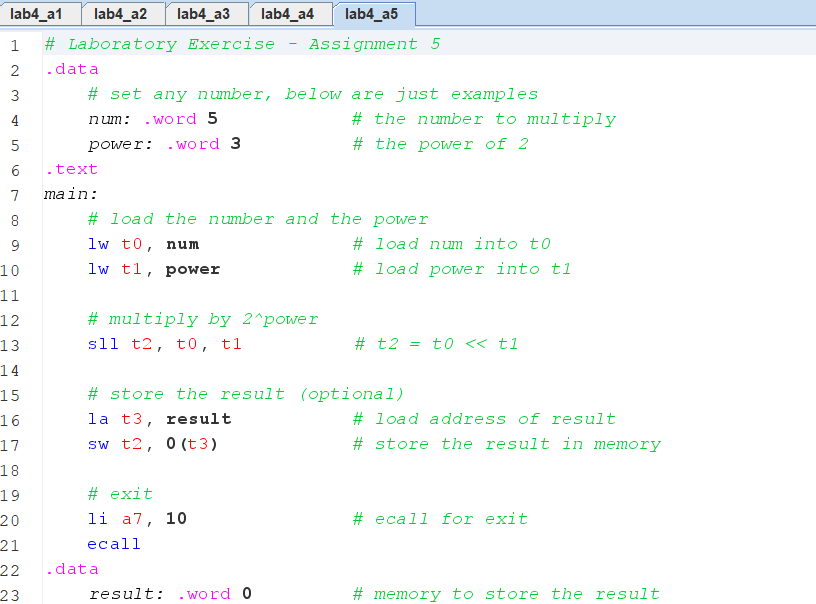 lab4_a1 lab4_a2 lab4_a3 lab4_a4 lab4_a5
1 # Laboratory Exercise - Assignment 5
2 .data
3 # set any number, below are just examples
4 num: .word 5 # the number to multiply
5 power: .word 3 # the power of 2
6 .text
7 main:
8 # load the number and the power
9 lw t0, num # load num into t0
10 lw t1, power # load power into t1
11
12 # multiply by 2^power
13 sll t2, t0, t1 # t2 = t0 << t1
14
15 # store the result (optional)
16 la t3, result # load address of result
17 sw t2, 0(t3) # store the result in memory
18
19 # exit
20 li a7, 10 # ecall for exit
21 ecall
22 .data
23 result: .word 0 # memory to store the result